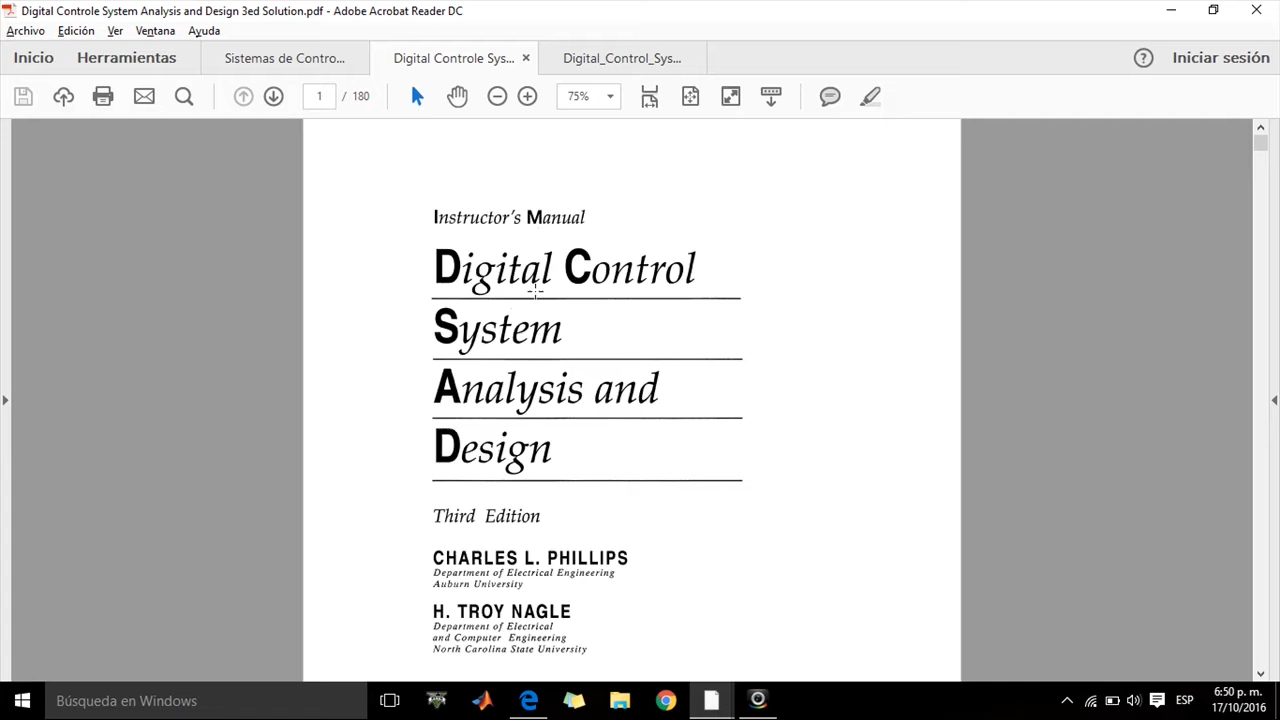 Digital Controle System Analysis and Design 3ed Solution.pdf - Adobe Acrobat Reader DC
Archivo Edición Ver Ventana Ayuda
Inicio Herramientas Sistemas de Contro... Digital Controle Sys... × Digital_Control_Sys... Iniciar sesión
1 / 180 75%
Instructor's Manual
Digital Control
System
Analysis and
Design
Third Edition
CHARLES L. PHILLIPS
Department of Electrical Engineering
Auburn University
H. TROY NAGLE
Department of Electrical
and Computer Engineering
North Carolina State University
Búsqueda en Windows
ESP
6:50 p. m.
17/10/2016